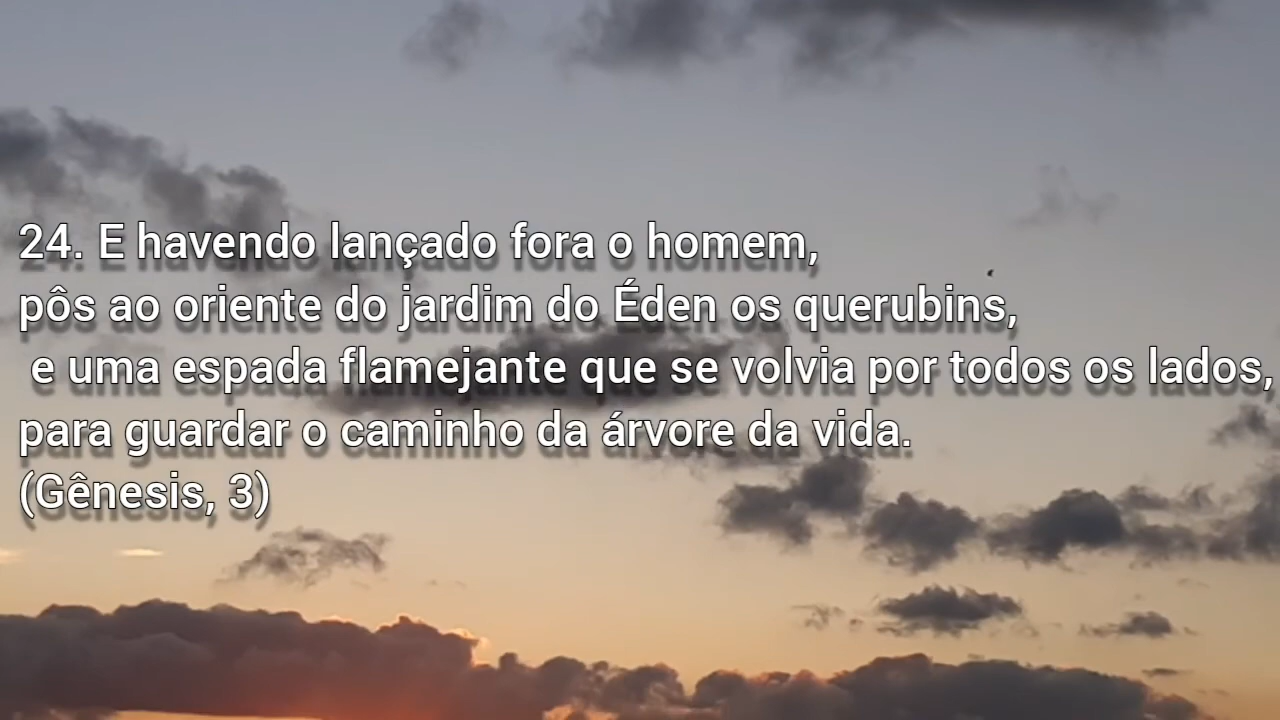 24. E havendo lançado fora o homem,
pôs ao oriente do jardim do Éden os querubins,
e uma espada flamejante que se volvia por todos os lados,
para guardar o caminho da árvore da vida.
(Gênesis, 3)